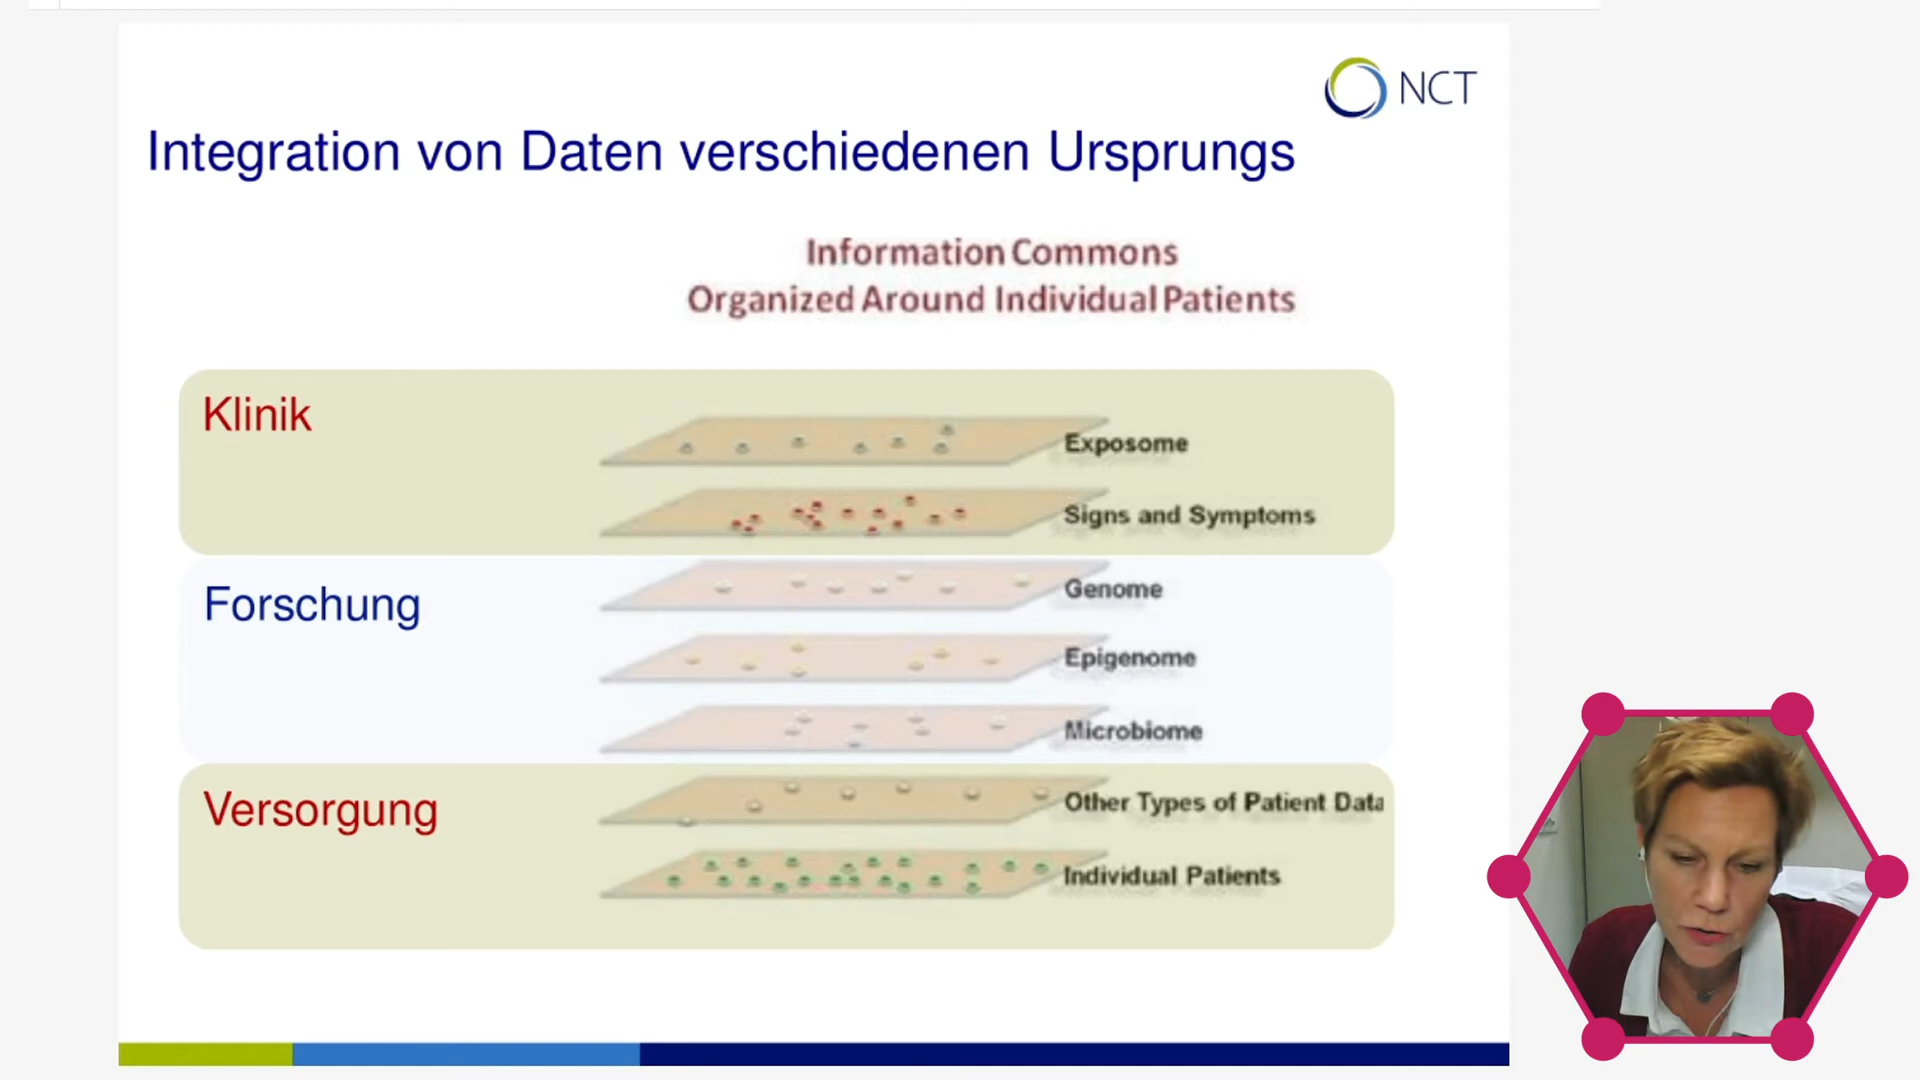 NCT
Integration von Daten verschiedenen Ursprungs
Information Commons
Organized Around Individual Patients
Klinik
Exposome
Signs and Symptoms
Forschung
Genome
Epigenome
Microbiome
Versorgung
Other Types of Patient Data
Individual Patients